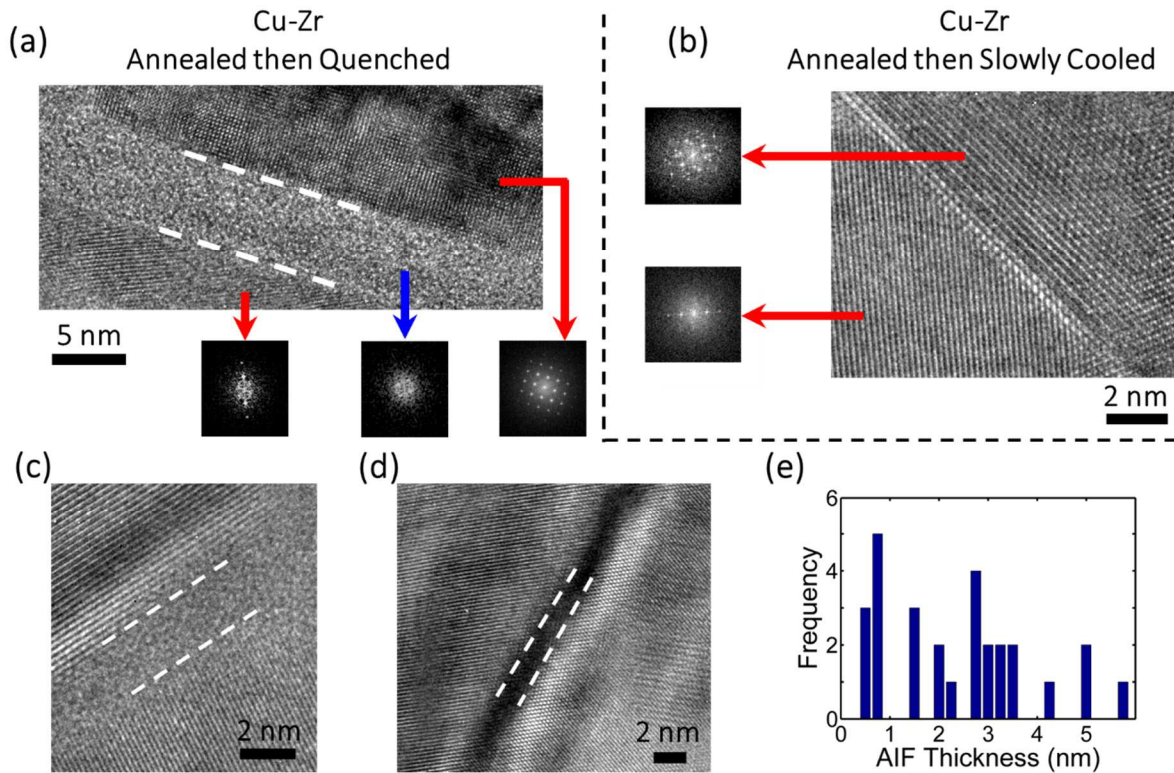 (a)
Cu-Zr
Annealed then Quenched
5 nm
(b)
Cu-Zr
Annealed then Slowly Cooled
2 nm
(c)
2 nm
(d)
2 nm
(e)
6
4
2
0
0 1 2 3 4 5
Frequency
AIF Thickness (nm)